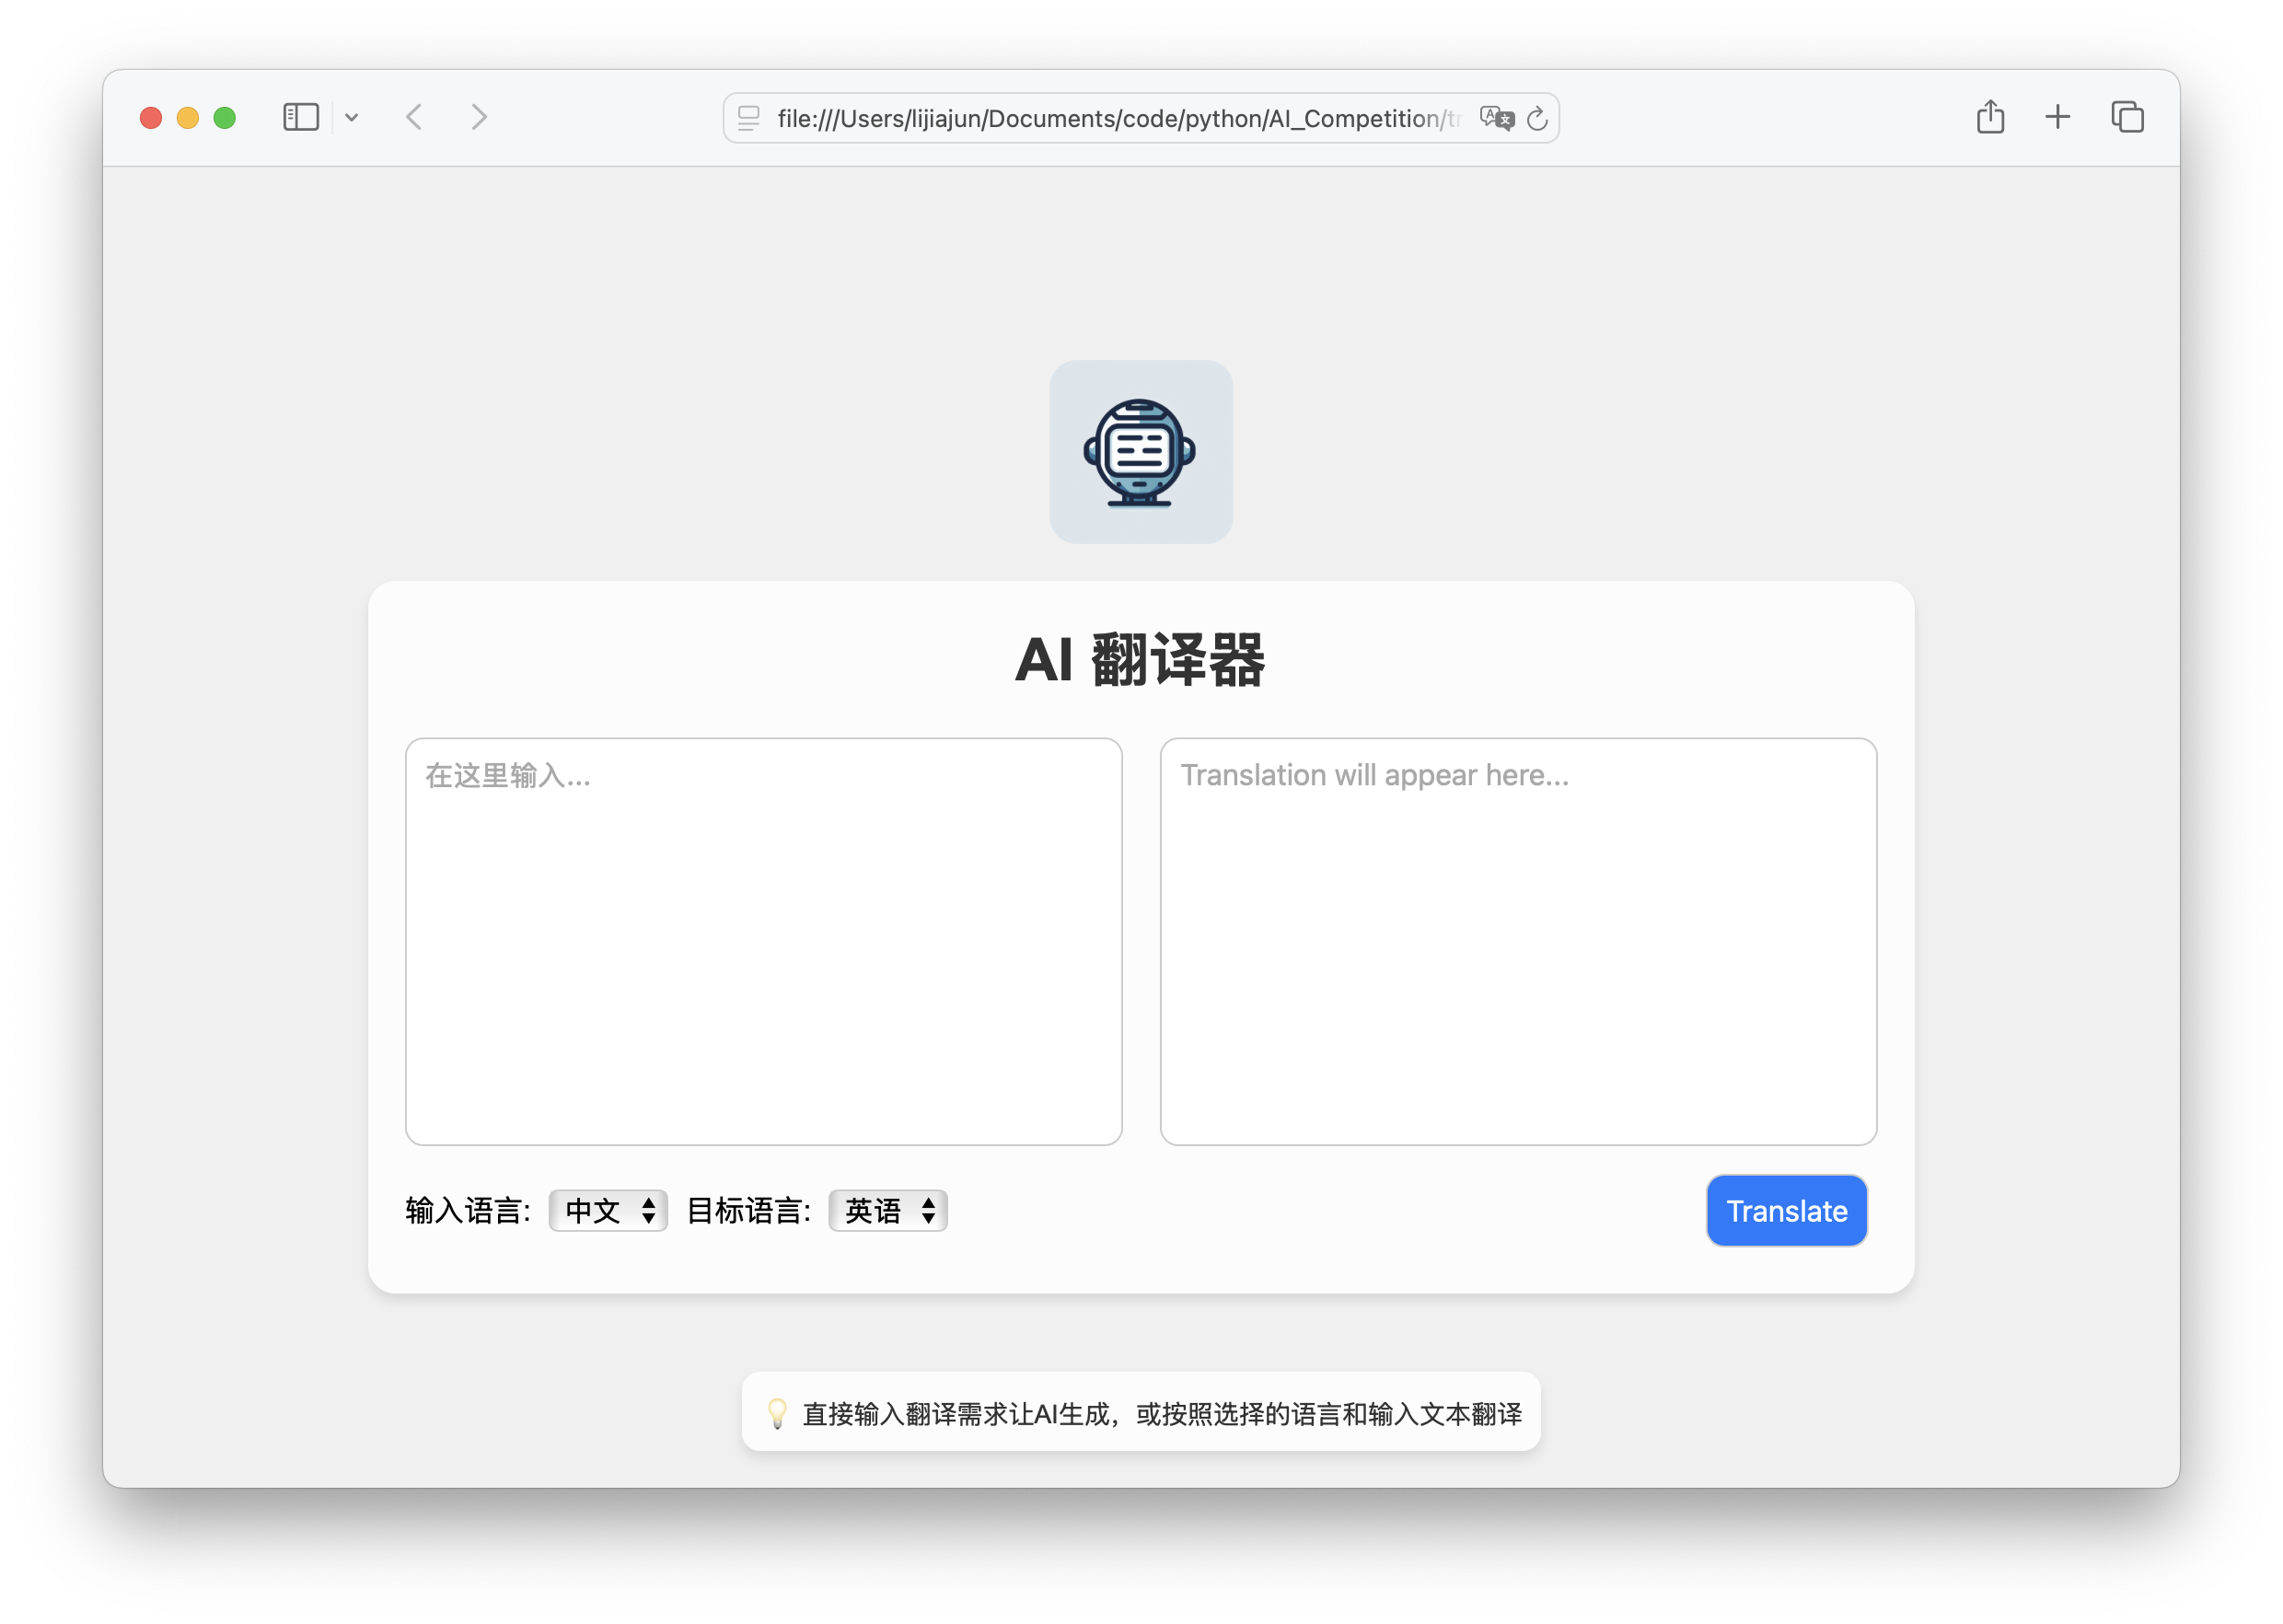 file:///Users/lijiajun/Documents/code/python/AI_Competition/
AI 翻译器
在这里输入...
Translation will appear here...
输入语言: 中文 目标语言: 英语
Translate
💡 直接输入翻译需求让AI生成，或按照选择的语言和输入文本翻译